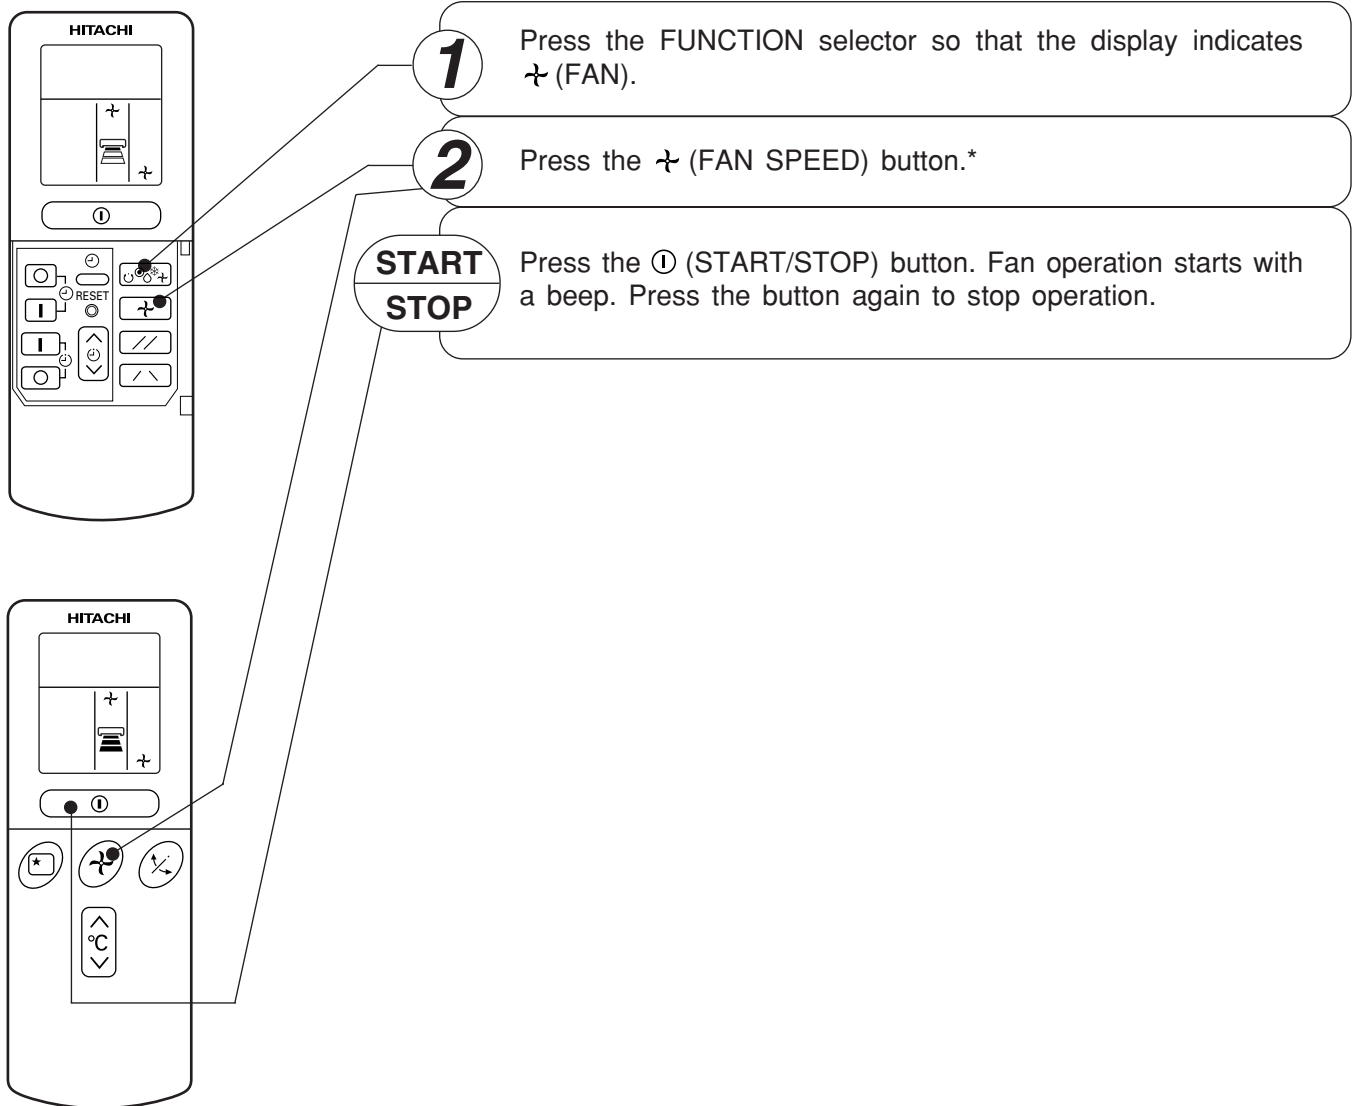 HITACHI
RESET
1
Press the FUNCTION selector so that the display indicates
(FAN).
2
Press the (FAN SPEED) button.*
START
STOP
Press the (START/STOP) button. Fan operation starts with
a beep. Press the button again to stop operation.
HITACHI
°C